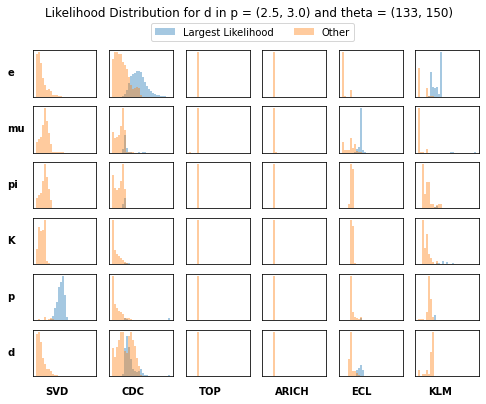 Likelihood Distribution for d in p = (2.5, 3.0) and theta = (133, 150)
Largest Likelihood Other
e
mu
pi
K
p
d
SVD CDC TOP ARICH ECL KLM